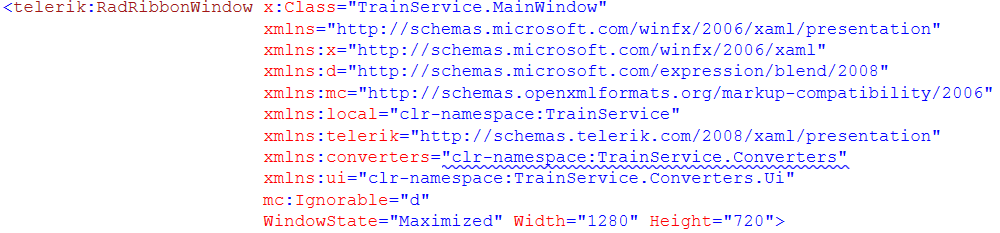 <telerik:RadRibbonWindow x:Class="TrainService.MainWindow"
xmlns="http://schemas.microsoft.com/winfx/2006/xaml/presentation"
xmlns:x="http://schemas.microsoft.com/winfx/2006/xaml"
xmlns:d="http://schemas.microsoft.com/expression/blend/2008"
xmlns:mc="http://schemas.openxmlformats.org/markup-compatibility/2006"
xmlns:local="clr-namespace:TrainService"
xmlns:telerik="http://schemas.telerik.com/2008/xaml/presentation"
xmlns:converters="clr-namespace:TrainService.Converters"
xmlns:ui="clr-namespace:TrainService.Converters.Ui"
mc:Ignorable="d"
WindowState="Maximized" Width="1280" Height="720">